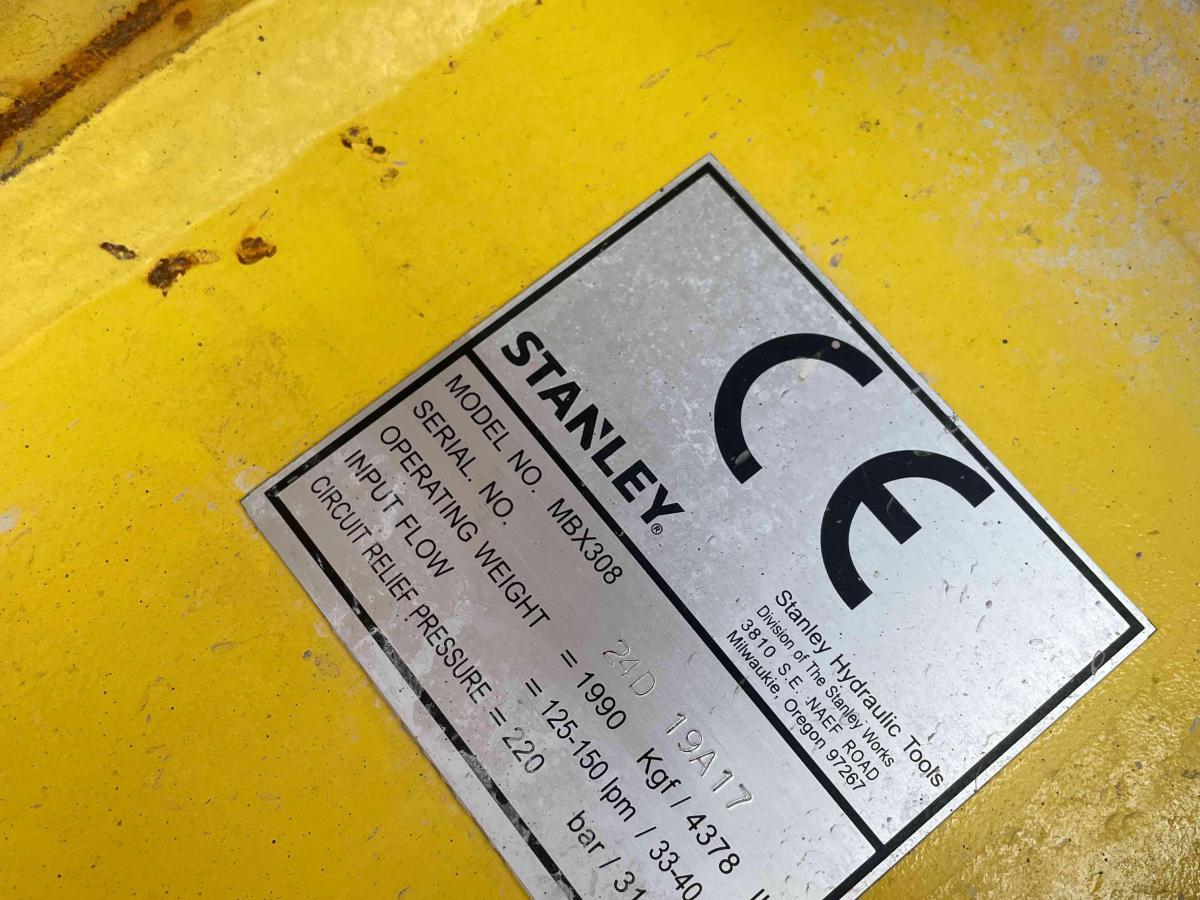 CE
STANLEY®
Stanley Hydraulic Tools
Division of The Stanley Works
3810 S.E. NAEF ROAD
Milwaukie, Oregon 97267
MODEL NO. MBX308
SERIAL NO. 24D 19A17
OPERATING WEIGHT = 1990 Kgf / 4378
INPUT FLOW = 125-150 lpm / 33-40
CIRCUIT RELIEF PRESSURE = 220 bar / 31